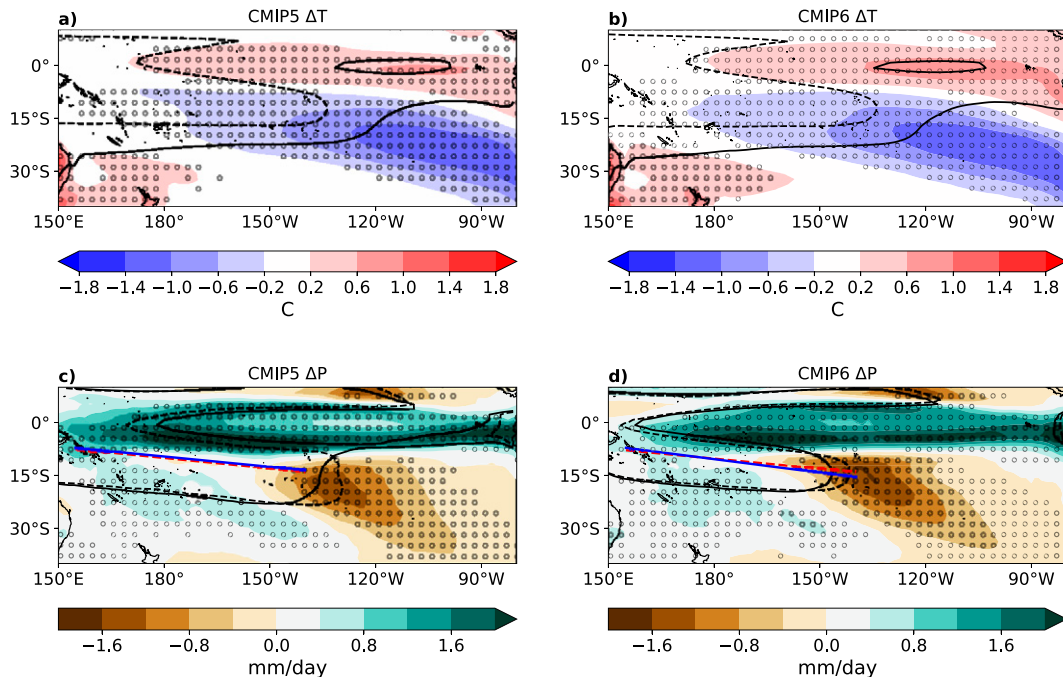 a) CMIP5 ΔT
b) CMIP6 ΔT
0°
15°S
30°S
150°E 180° 150°W 120°W 90°W
0°
15°S
30°S
150°E 180° 150°W 120°W 90°W
−1.8 −1.4 −1.0 −0.6 −0.2 0.2 0.6 1.0 1.4 1.8
C
−1.8 −1.4 −1.0 −0.6 −0.2 0.2 0.6 1.0 1.4 1.8
C
c) CMIP5 ΔP
d) CMIP6 ΔP
0°
15°S
30°S
150°E 180° 150°W 120°W 90°W
0°
15°S
30°S
150°E 180° 150°W 120°W 90°W
−1.6 −0.8 0.0 0.8 1.6
mm/day
−1.6 −0.8 0.0 0.8 1.6
mm/day